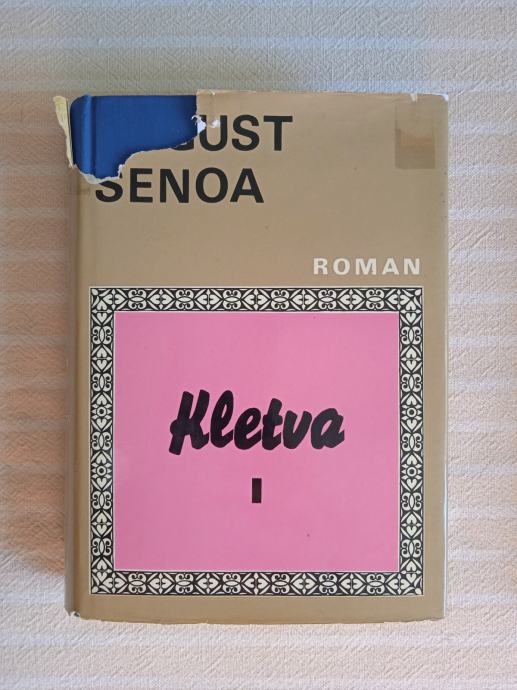 GUST
SENOA
ROMAN
Kletva
I